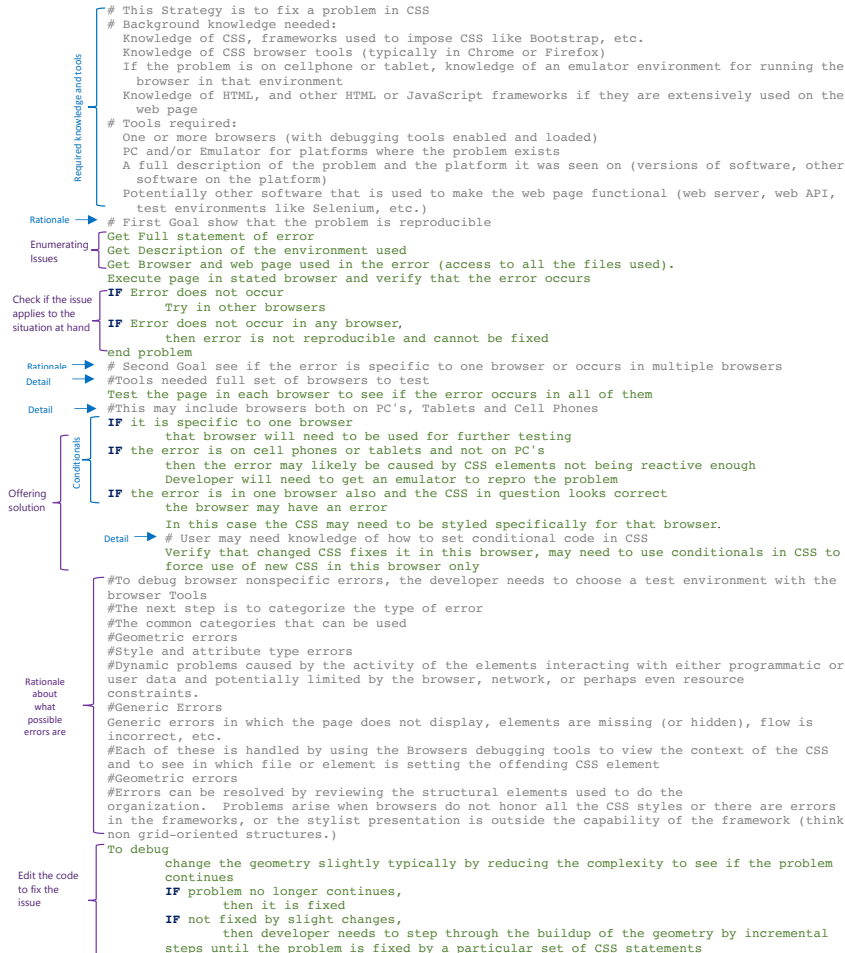 # This Strategy is to fix a problem in CSS
# Background knowledge needed:
Knowledge of CSS, frameworks used to impose CSS like Bootstrap, etc.
Knowledge of CSS browser tools (typically in Chrome or Firefox)
If the problem is on cellphone or tablet, knowledge of an emulator environment for running the
browser in that environment
Knowledge of HTML, and other HTML or JavaScript frameworks if they are extensively used on the
web page
# Tools required:
One or more browsers (with debugging tools enabled and loaded)
PC and/or Emulator for platforms where the problem exists
A full description of the problem and the platform it was seen on (versions of software, other
software on the platform)
Potentially other software that is used to make the web page functional (web server, web API,
test environments like Selenium, etc.)
Required knowledge and tools
Rationale
# First Goal show that the problem is reproducible
Enumerating
Issues
Get Full statement of error
Get Description of the environment used
Get Browser and web page used in the error (access to all the files used).
Execute page in stated browser and verify that the error occurs
Check if the issue
applies to the
situation at hand
IF Error does not occur
Try in other browsers
IF Error does not occur in any browser,
then error is not reproducible and cannot be fixed
end problem
Rationale
# Second Goal see if the error is specific to one browser or occurs in multiple browsers
Detail
#Tools needed full set of browsers to test
Test the page in each browser to see if the error occurs in all of them
Detail
#This may include browsers both on PC's, Tablets and Cell Phones
Offering
solution
Conditionals
IF it is specific to one browser
that browser will need to be used for further testing
IF the error is on cell phones or tablets and not on PC's
then the error may likely be caused by CSS elements not being reactive enough
Developer will need to get an emulator to repro the problem
IF the error is in one browser also and the CSS in question looks correct
the browser may have an error
In this case the CSS may need to be styled specifically for that browser.
Detail
# User may need knowledge of how to set conditional code in CSS
Verify that changed CSS fixes it in this browser, may need to use conditionals in CSS to
force use of new CSS in this browser only
Rationale
about
what
possible
errors are
#To debug browser nonspecific errors, the developer needs to choose a test environment with the
browser Tools
#The next step is to categorize the type of error
#The common categories that can be used
#Geometric errors
#Style and attribute type errors
#Dynamic problems caused by the activity of the elements interacting with either programmatic or
user data and potentially limited by the browser, network, or perhaps even resource
constraints.
#Generic Errors
Generic errors in which the page does not display, elements are missing (or hidden), flow is
incorrect, etc.
#Each of these is handled by using the Browsers debugging tools to view the context of the CSS
and to see in which file or element is setting the offending CSS element
#Geometric errors
#Errors can be resolved by reviewing the structural elements used to do the
organization.  Problems arise when browsers do not honor all the CSS styles or there are errors
in the frameworks, or the stylist presentation is outside the capability of the framework (think
non grid-oriented structures.)
Edit the code
to fix the
issue
To debug
change the geometry slightly typically by reducing the complexity to see if the problem
continues
IF problem no longer continues,
then it is fixed
IF not fixed by slight changes,
then developer needs to step through the buildup of the geometry by incremental
steps until the problem is fixed by a particular set of CSS statements